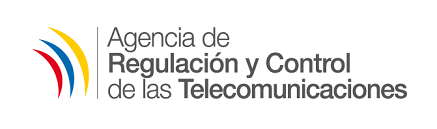 Agencia de
Regulación y Control
de las Telecomunicaciones